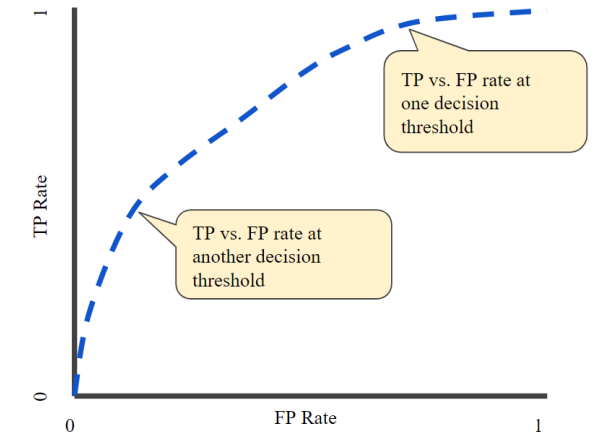 1
TP vs. FP rate at
one decision
threshold
TP Rate
TP vs. FP rate at
another decision
threshold
0
0
FP Rate
1